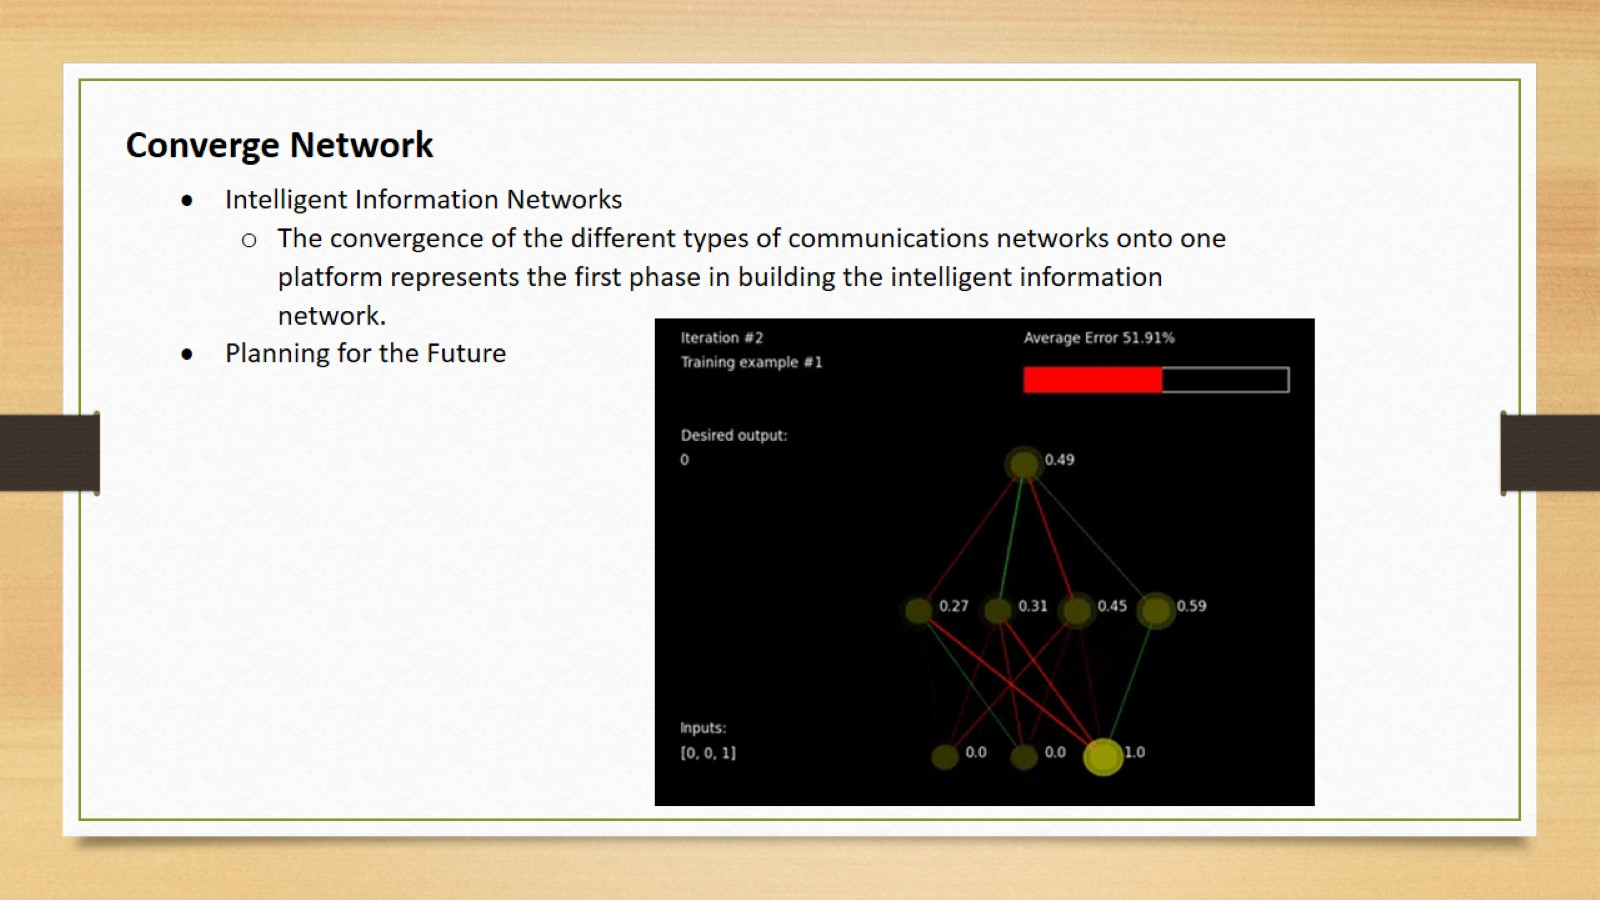 Converge Network
● Intelligent Information Networks
○ The convergence of the different types of communications networks onto one
platform represents the first phase in building the intelligent information
network.
● Planning for the Future
Iteration #2
Training example #1
Average Error 51.91%
Desired output:
0
0.49
0.27 0.31 0.45 0.59
Inputs:
[0, 0, 1]
0.0 0.0 1.0